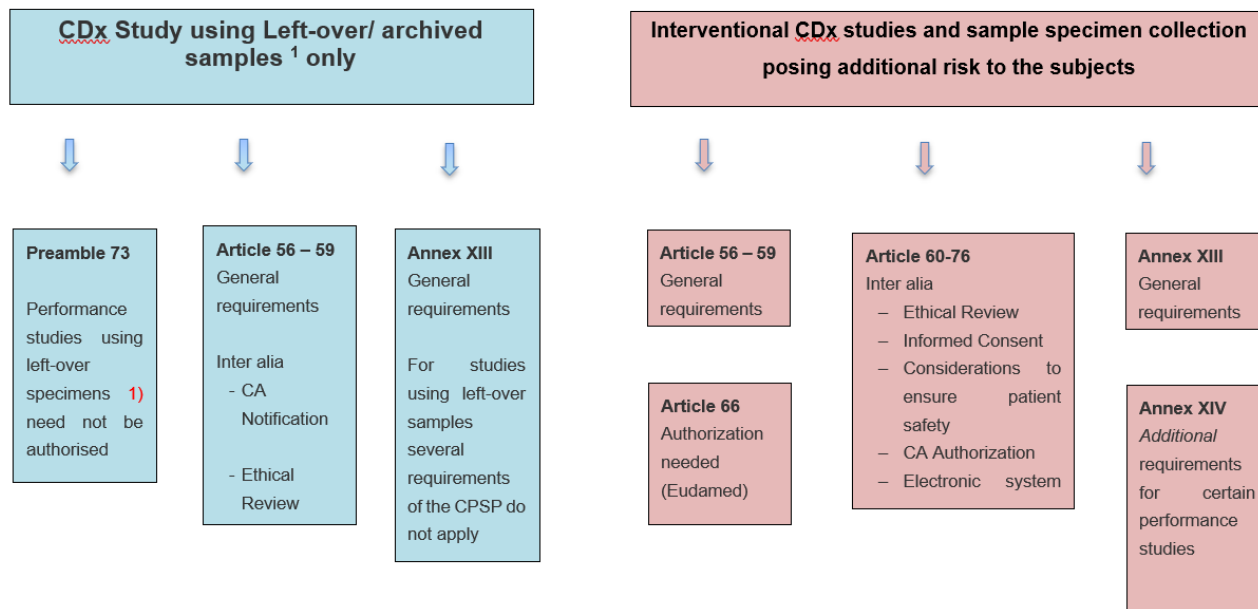 CDx Study using Left-over/ archived
samples 1 only
Preamble 73
Performance
studies using
left-over
specimens 1)
need not be
authorised
Article 56 – 59
General
requirements
Inter alia
- CA
Notification
- Ethical
Review
Annex XIII
General
requirements
For studies
using left-over
samples
several
requirements
of the CPSP do
not apply
Interventional CDx studies and sample specimen collection
posing additional risk to the subjects
Article 56 – 59
General
requirements
Article 66
Authorization
needed
(Eudamed)
Article 60-76
Inter alia
– Ethical Review
– Informed Consent
– Considerations to
ensure patient
safety
– CA Authorization
– Electronic system
Annex XIII
General
requirements
Annex XIV
Additional
requirements
for certain
performance
studies